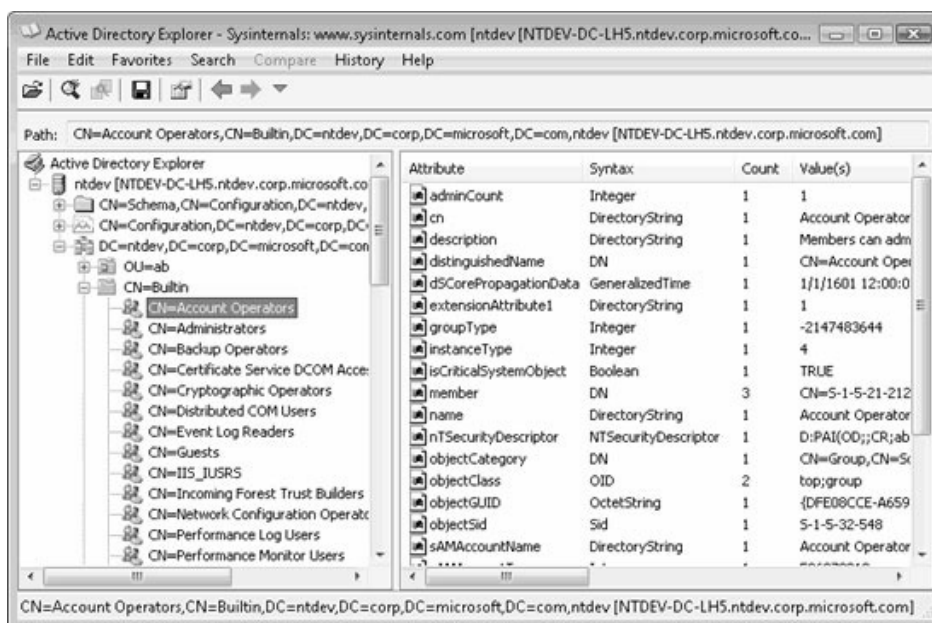 Active Directory Explorer - Sysinternals: www.sysinternals.com [ntdev [NTDEV-DC-LH5.ntdev.corp.microsoft.co...
File Edit Favorites Search Compare History Help
Path: CN=Account Operators,CN=Builtin,DC=ntdev,DC=corp,DC=microsoft,DC=com,ntdev [NTDEV-DC-LH5.ntdev.corp.microsoft.com]
Active Directory Explorer
ntdev [NTDEV-DC-LH5.ntdev.corp.microsoft.co
CN=Schema,CN=Configuration,DC=ntdev,
CN=Configuration,DC=ntdev,DC=corp,DC
DC=ntdev,DC=corp,DC=microsoft,DC=con
OU=ab
CN=Builtin
CN=Account Operators
CN=Administrators
CN=Backup Operators
CN=Certificate Service DCOM Acce
CN=Cryptographic Operators
CN=Distributed COM Users
CN=Event Log Readers
CN=Guests
CN=IIS_IUSRS
CN=Incoming Forest Trust Builders
CN=Network Configuration Operato
CN=Performance Log Users
CN=Performance Monitor Users
Attribute Syntax Count Value(s)
adminCount Integer 1 1
cn DirectoryString 1 Account Operator
description DirectoryString 1 Members can adm
distinguishedName DN 1 CN=Account Oper
dSCorePropagationData GeneralizedTime 1 1/1/1601 12:00:0
extensionAttribute1 DirectoryString 1 1
groupType Integer 1 -2147483644
instanceType Integer 1 4
isCriticalSystemObject Boolean 1 TRUE
member DN 3 CN=S-1-5-21-212
name DirectoryString 1 Account Operator
nTSecurityDescriptor NTSecurityDescriptor 1 D:PAI(OD;;CR;ab
objectCategory DN 1 CN=Group,CN=Sc
objectClass OID 2 top;group
objectGUID OctetString 1 {DFE08CCE-A659
objectSid Sid 1 S-1-5-32-548
sAMAccountName DirectoryString 1 Account Operator
CN=Account Operators,CN=Builtin,DC=ntdev,DC=corp,DC=microsoft,DC=com,ntdev [NTDEV-DC-LH5.ntdev.corp.microsoft.com]